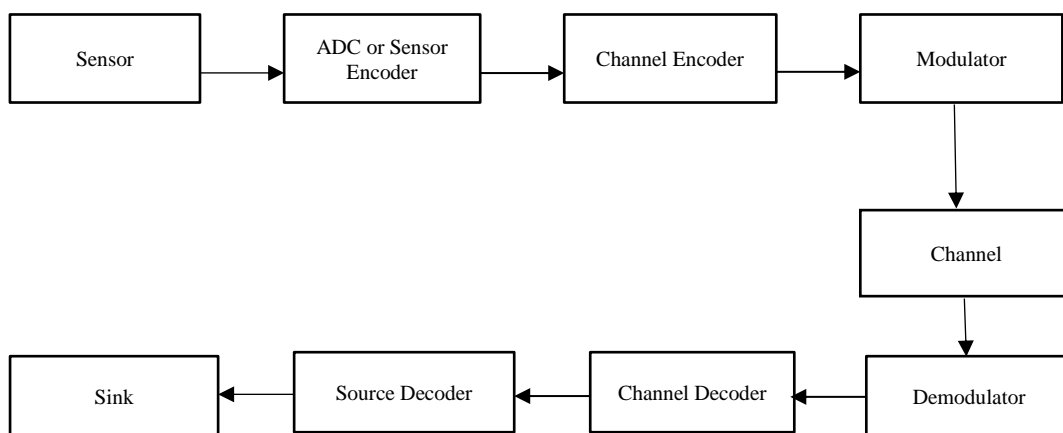 Sensor
ADC or Sensor
Encoder
Channel Encoder
Modulator
Channel
Sink
Source Decoder
Channel Decoder
Demodulator